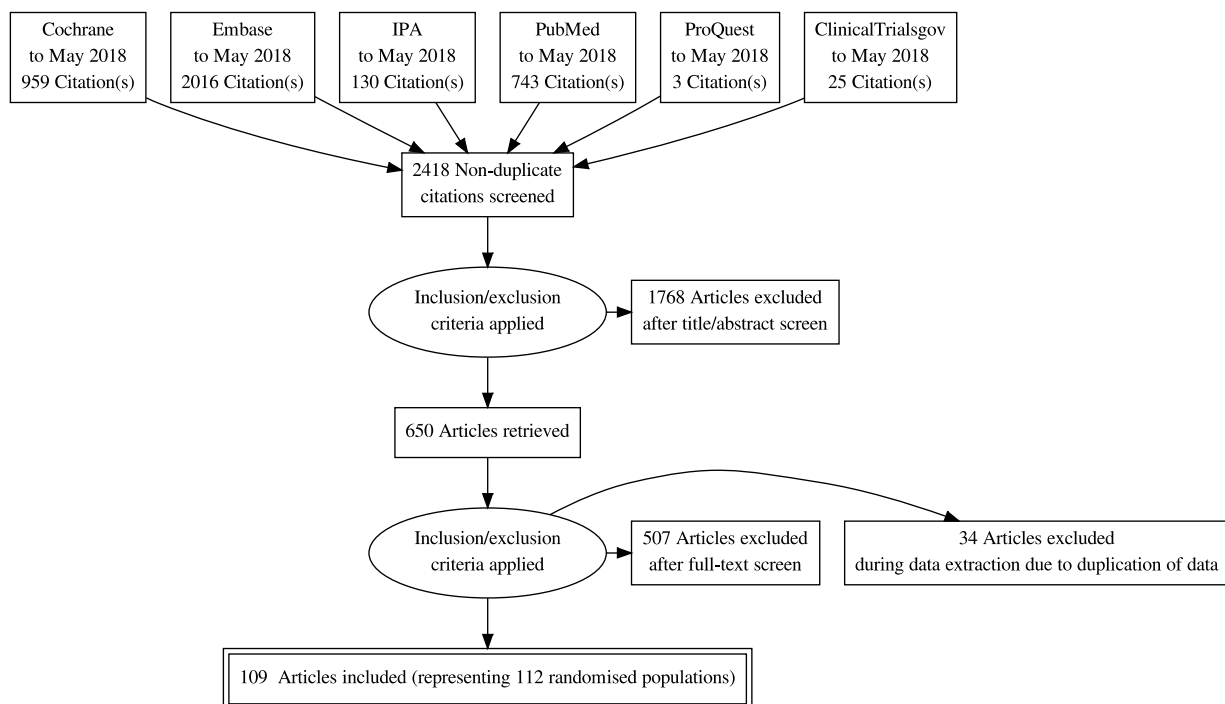 Cochrane
to May 2018
959 Citation(s)
Embase
to May 2018
2016 Citation(s)
IPA
to May 2018
130 Citation(s)
PubMed
to May 2018
743 Citation(s)
ProQuest
to May 2018
3 Citation(s)
ClinicalTrialsgov
to May 2018
25 Citation(s)
2418 Non-duplicate
citations screened
Inclusion/exclusion
criteria applied
1768 Articles excluded
after title/abstract screen
650 Articles retrieved
Inclusion/exclusion
criteria applied
507 Articles excluded
after full-text screen
34 Articles excluded
during data extraction due to duplication of data
109 Articles included (representing 112 randomised populations)